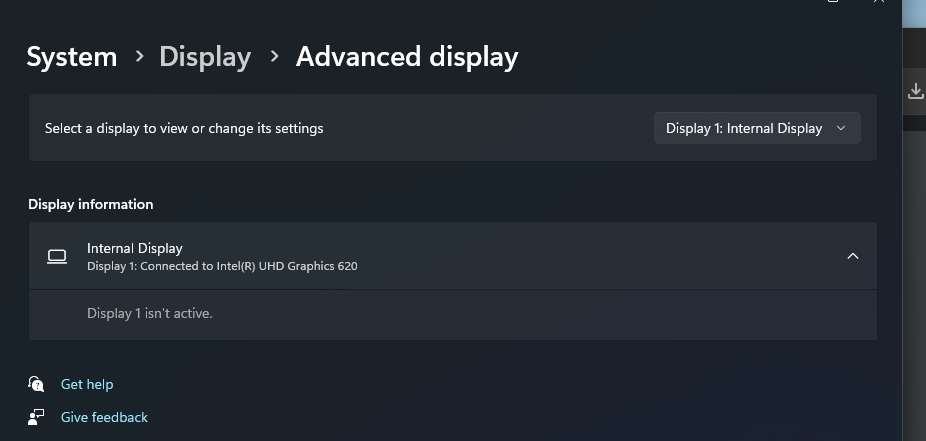 System > Display > Advanced display
Select a display to view or change its settings
Display 1: Internal Display
Display information
Internal Display
Display 1: Connected to Intel(R) UHD Graphics 620
Display 1 isn't active.
Get help
Give feedback